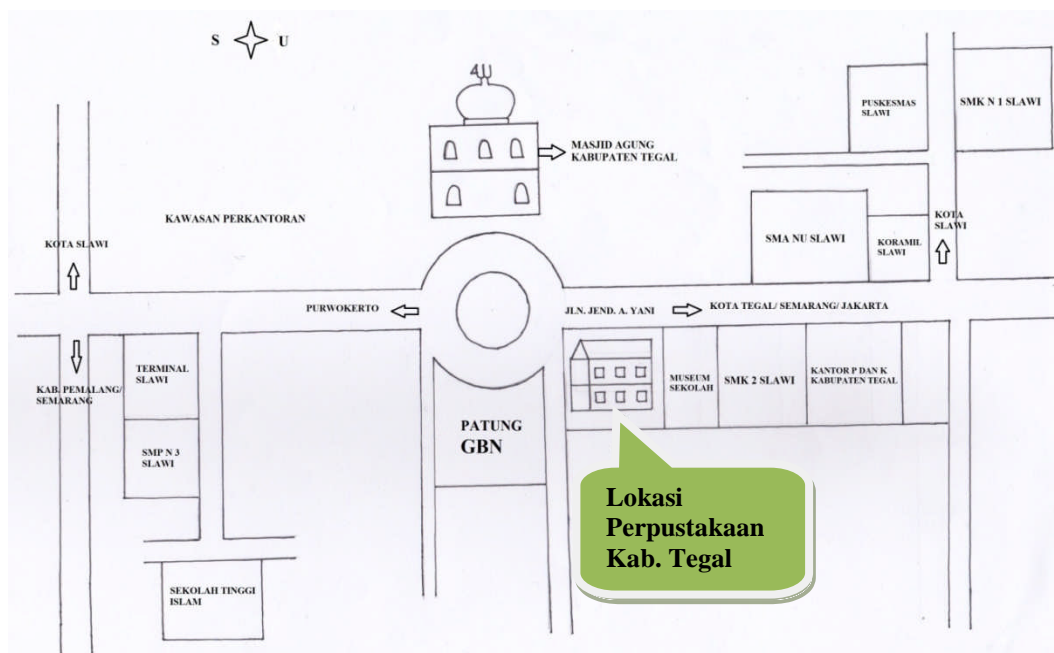 S U
PUSKESMAS
SLAWI
SMK N 1 SLAWI
MASJID AGUNG
KABUPATEN TEGAL
KAWASAN PERKANTORAN
KOTA SLAWI
SMA NU SLAWI
KORAMIL
SLAWI
KOTA
SLAWI
PURWOKERTO
JLN. JEND. A. YANI
KOTA TEGAL/ SEMARANG/ JAKARTA
KAB. PEMALANG/
SEMARANG
TERMINAL
SLAWI
SMP N 3
SLAWI
PATUNG
GBN
MUSEUM
SEKOLAH
SMK 2 SLAWI
KANTOR P DAN K
KABUPATEN TEGAL
Lokasi
Perpustakaan
Kab. Tegal
SEKOLAH TINGGI
ISLAM